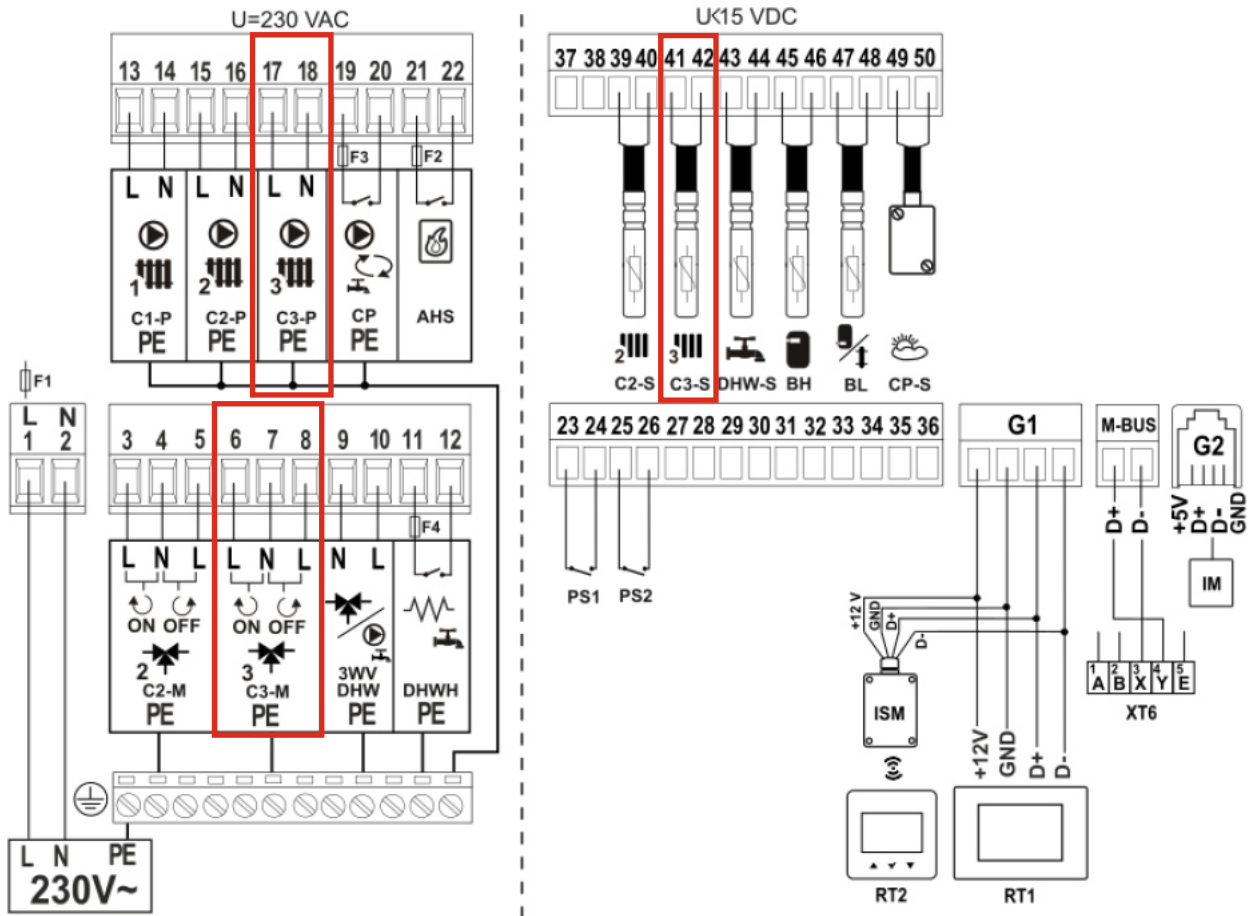 U=230 VAC
U<15 VDC
13 14 15 16 17 18 19 20 21 22
37 38 39 40 41 42 43 44 45 46 47 48 49 50
F3 F2
L N L N L N
1 2 3
C1-P C2-P C3-P CP AHS
PE PE PE PE
2 3
C2-S C3-S DHW-S BH BL CP-S
F1
L N
1 2
3 4 5 6 7 8 9 10 11 12
23 24 25 26 27 28 29 30 31 32 33 34 35 36
G1
M-BUS
G2
F4
+5V D+ D- GND
D+ D-
L N L L N L N L
ON OFF ON OFF
2 3
C2-M C3-M 3WV DHW DHWH
PE PE PE PE
PS1 PS2
IM
+12 V GND D+ D-
ISM
1 2 3 4 5
A B X Y E
XT6
+12V GND D+ D-
L N PE
230V~
RT2 RT1